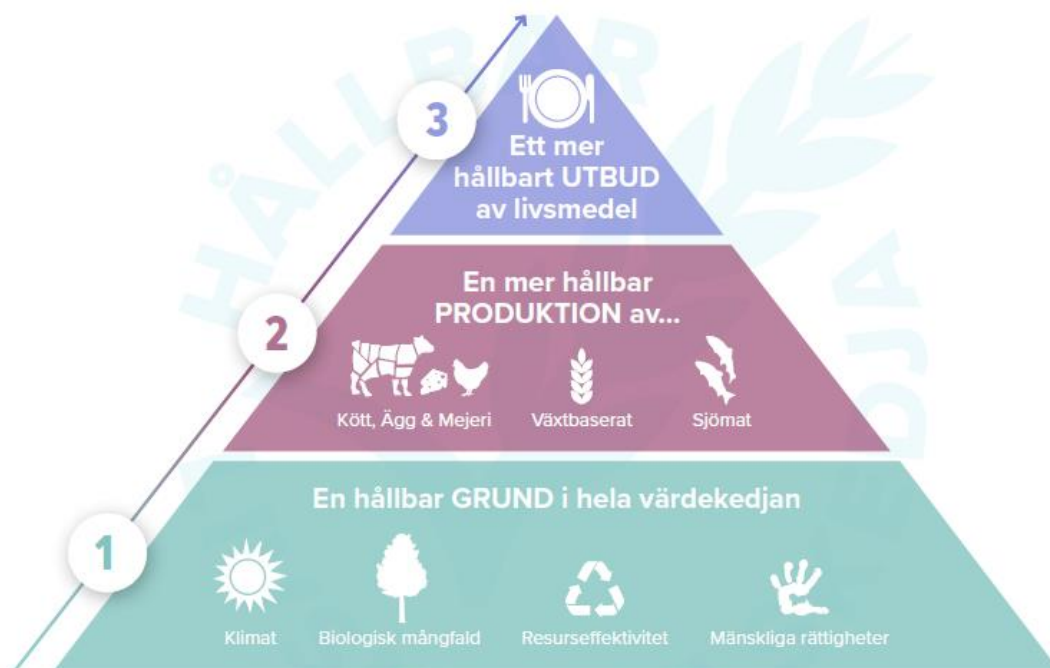 3
Ett mer
hållbart UTBUD
av livsmedel
2
En mer hållbar
PRODUKTION av...
Kött, Ägg & Mejeri
Växtbaserat
Sjömat
1
En hållbar GRUND i hela värdekedjan
Klimat
Biologisk mångfald
Resurseffektivitet
Mänskliga rättigheter